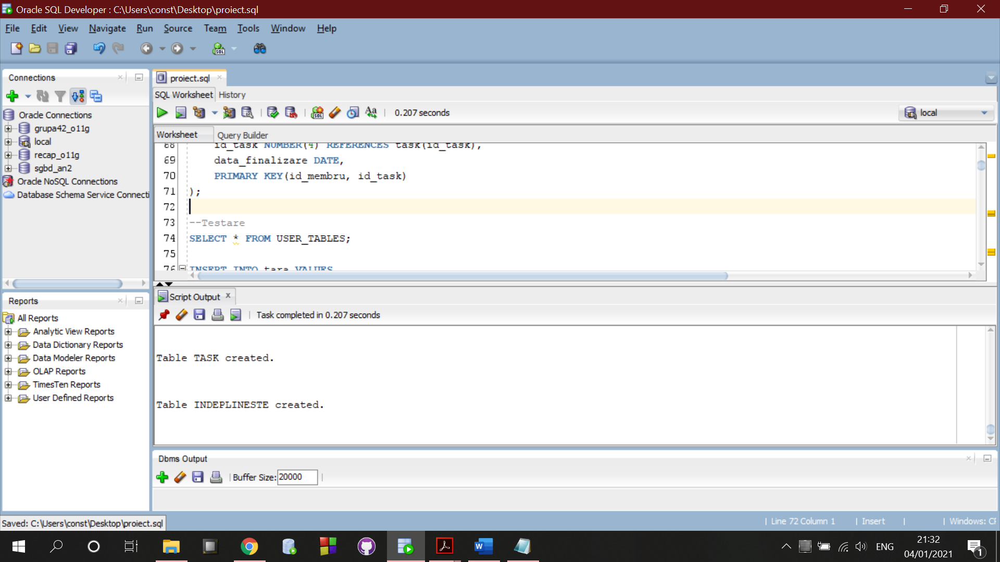 Oracle SQL Developer : C:\Users\const\Desktop\proiect.sql
File Edit View Navigate Run Source Team Tools Window Help
Connections
Oracle Connections
grupa42_o11g
local
recap_o11g
sgbd_an2
Oracle NoSQL Connections
Database Schema Service Connecti
Reports
All Reports
Analytic View Reports
Data Dictionary Reports
Data Modeler Reports
OLAP Reports
TimesTen Reports
User Defined Reports
proiect.sql
SQL Worksheet History
0.207 seconds
local
Worksheet Query Builder
68 id_task NUMBER(4) REFERENCES task(id_task),
69 data_finalizare DATE,
70 PRIMARY KEY(id_membru, id_task)
71 );
72
73 --Testare
74 SELECT * FROM USER_TABLES;
75
76 INSERT INTO tara VALUES
Script Output
Task completed in 0.207 seconds
Table TASK created.
Table INDEPLINESTE created.
Dbms Output
Buffer Size: 20000
Saved: C:\Users\const\Desktop\proiect.sql
Line 72 Column 1 Insert Windows: CR
ENG
21:32
04/01/2021
1